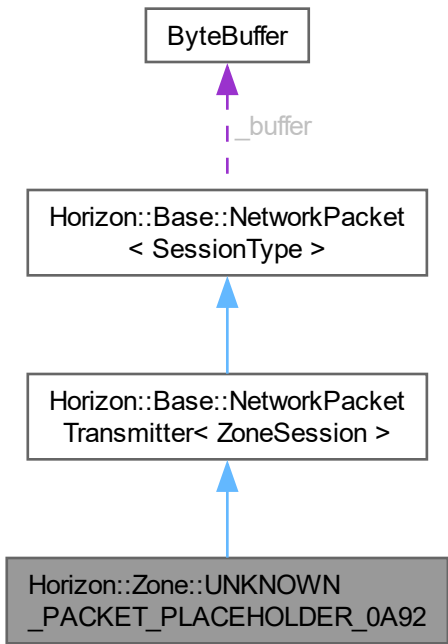 ByteBuffer
_buffer
Horizon::Base::NetworkPacket
< SessionType >
Horizon::Base::NetworkPacket
Transmitter< ZoneSession >
Horizon::Zone::UNKNOWN
_PACKET_PLACEHOLDER_0A92